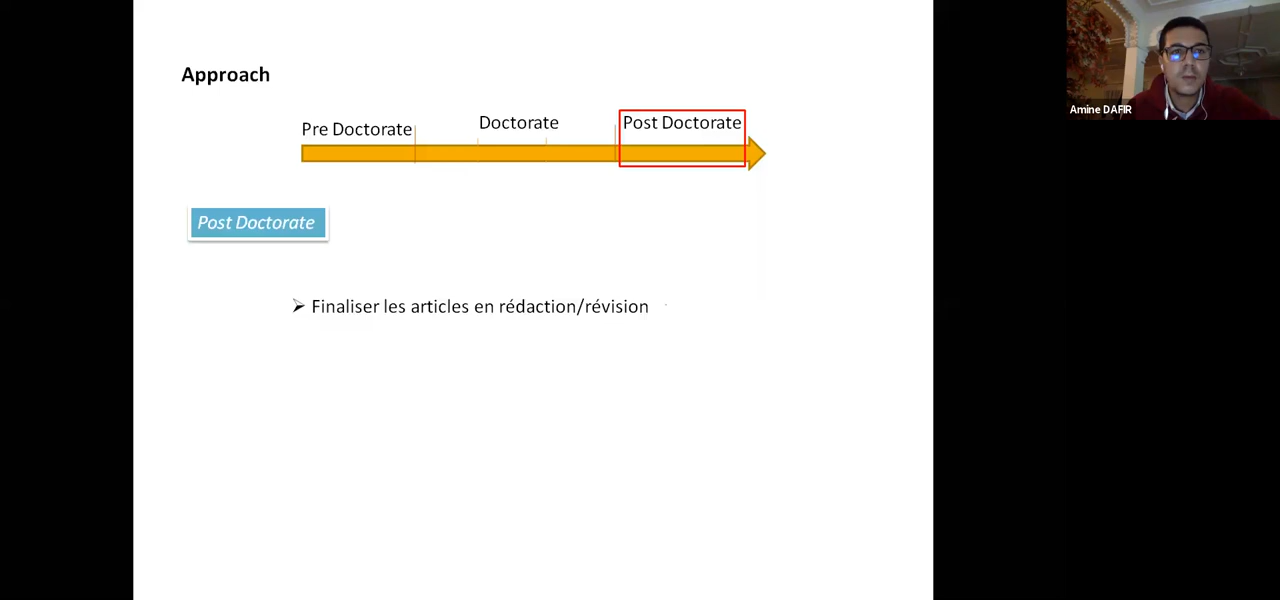 Approach
Pre Doctorate
Doctorate
Post Doctorate
Post Doctorate
➢ Finaliser les articles en rédaction/révision
Amine DAFIR